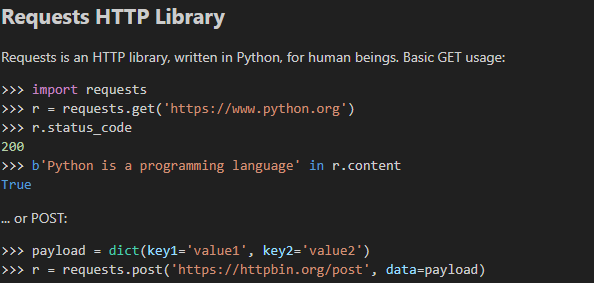 Requests HTTP Library
Requests is an HTTP library, written in Python, for human beings. Basic GET usage:
>>> import requests
>>> r = requests.get('https://www.python.org')
>>> r.status_code
200
>>> b'Python is a programming language' in r.content
True
... or POST:
>>> payload = dict(key1='value1', key2='value2')
>>> r = requests.post('https://httpbin.org/post', data=payload)